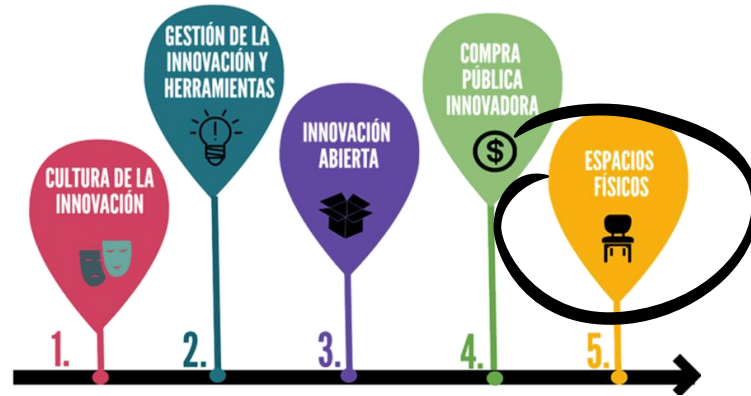 CULTURA DE LA
INNOVACIÓN
GESTIÓN DE LA
INNOVACIÓN Y
HERRAMIENTAS
INNOVACIÓN
ABIERTA
COMPRA
PÚBLICA
INNOVADORA
$
ESPACIOS
FÍSICOS
1.
2.
3.
4.
5.